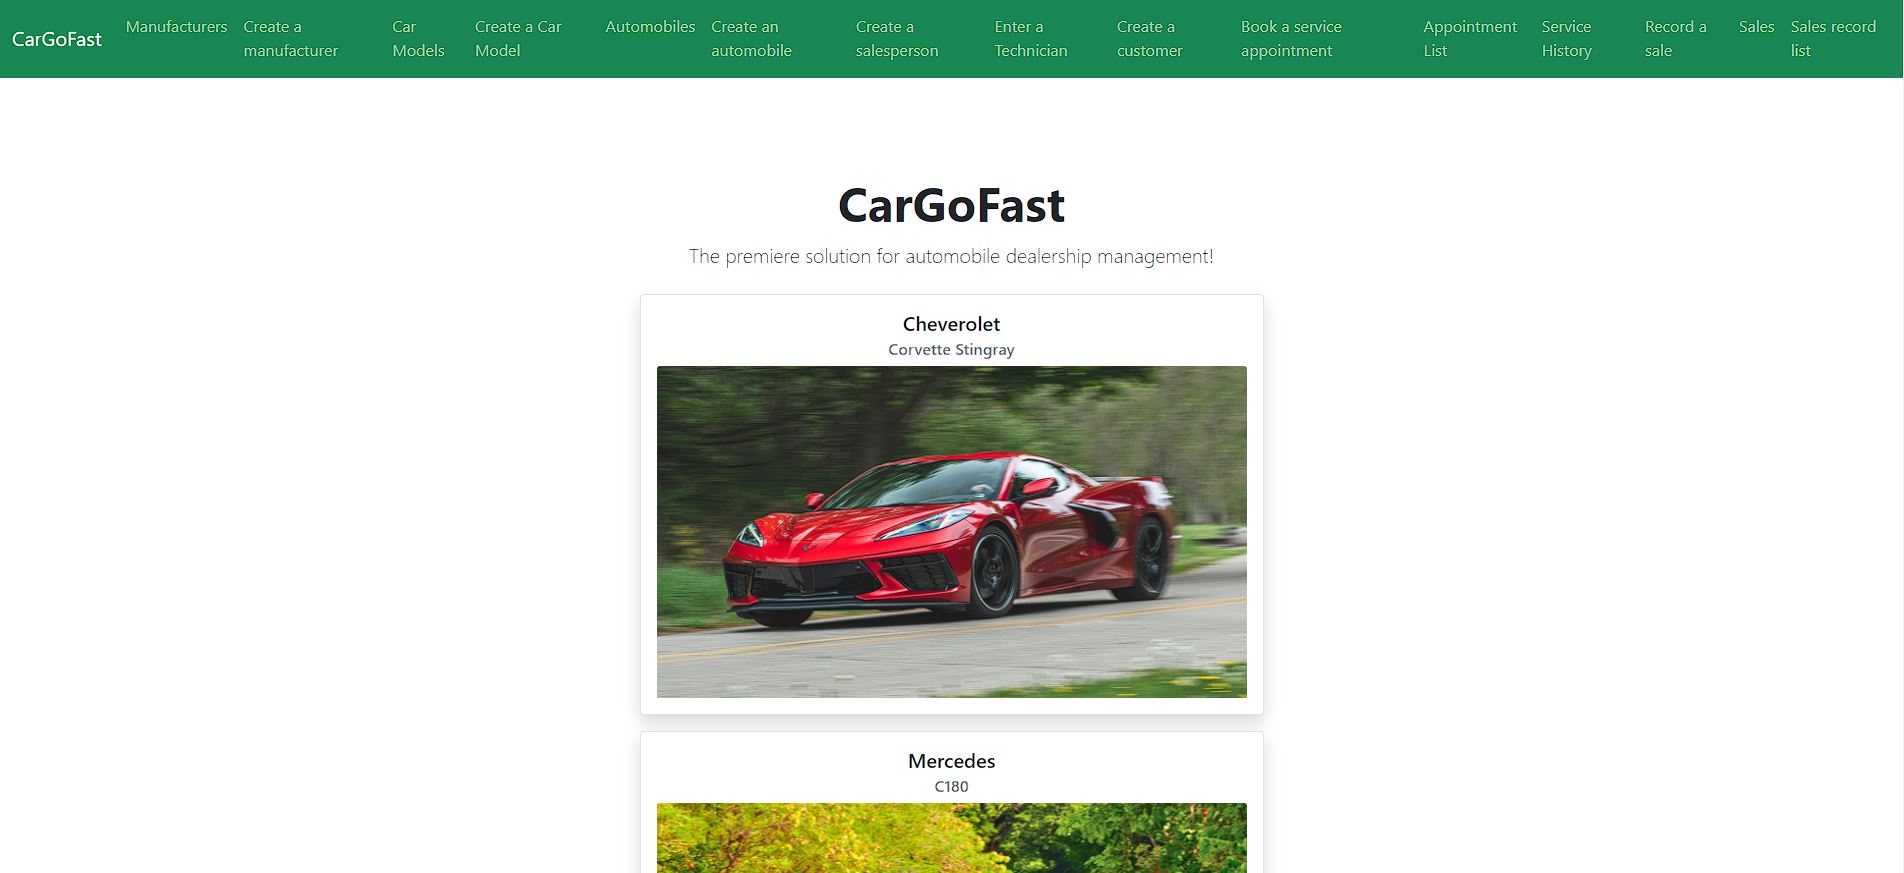 CarGoFast
Manufacturers
Create a
manufacturer
Car
Models
Create a Car
Model
Automobiles
Create an
automobile
Create a
salesperson
Enter a
Technician
Create a
customer
Book a service
appointment
Appointment
List
Service
History
Record a
sale
Sales
Sales record
list
CarGoFast
The premiere solution for automobile dealership management!
Cheverolet
Corvette Stingray
Mercedes
C180